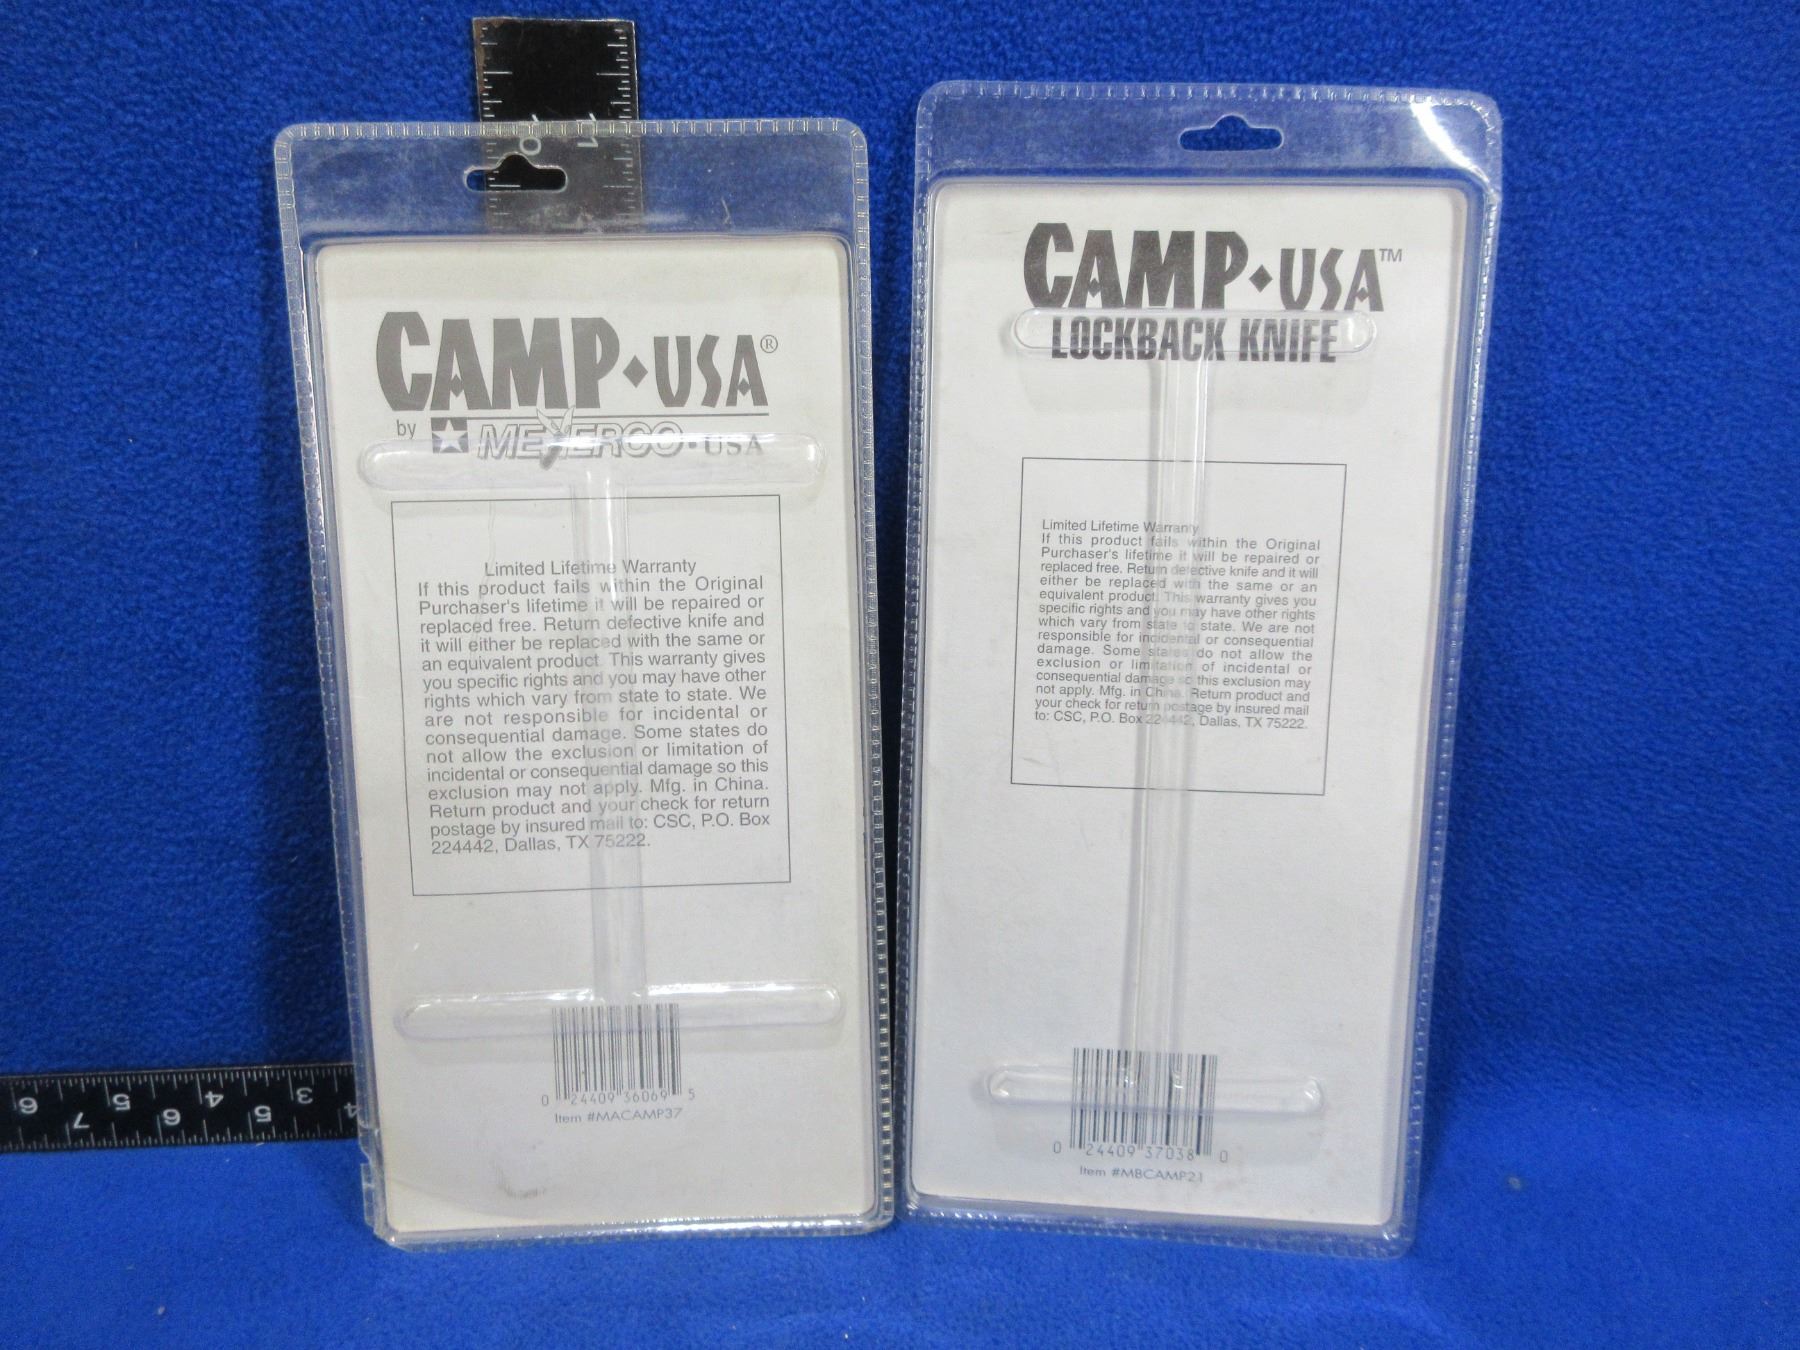 10
11
CAMP◆USA®
by MEYERCO • USA
Limited Lifetime Warranty
If this product fails within the Original
Purchaser's lifetime it will be repaired or
replaced free. Return defective knife and
it will either be replaced with the same or
an equivalent product. This warranty gives
you specific rights and you may have other
rights which vary from state to state. We
are not responsible for incidental or
consequential damage. Some states do
not allow the exclusion or limitation of
incidental or consequential damage so this
exclusion may not apply. Mfg. in China.
Return product and your check for return
postage by insured mail to: CSC, P.O. Box
224442, Dallas, TX 75222.
0 24409 36069 5
Item #MACAMP37
CAMP◆USA™
LOCKBACK KNIFE
Limited Lifetime Warranty
If this product fails within the Original
Purchaser's lifetime it will be repaired or
replaced free. Return defective knife and it will
either be replaced with the same or an
equivalent product. This warranty gives you
specific rights and you may have other rights
which vary from state to state. We are not
responsible for incidental or consequential
damage. Some states do not allow the
exclusion or limitation of incidental or
consequential damage so this exclusion may
not apply. Mfg. in China. Return product and
your check for return postage by insured mail
to: CSC, P.O. Box 224442, Dallas, TX 75222.
0 24409 37038 0
Item #MBCAMP21
6 5 4 3
7 6 5 4